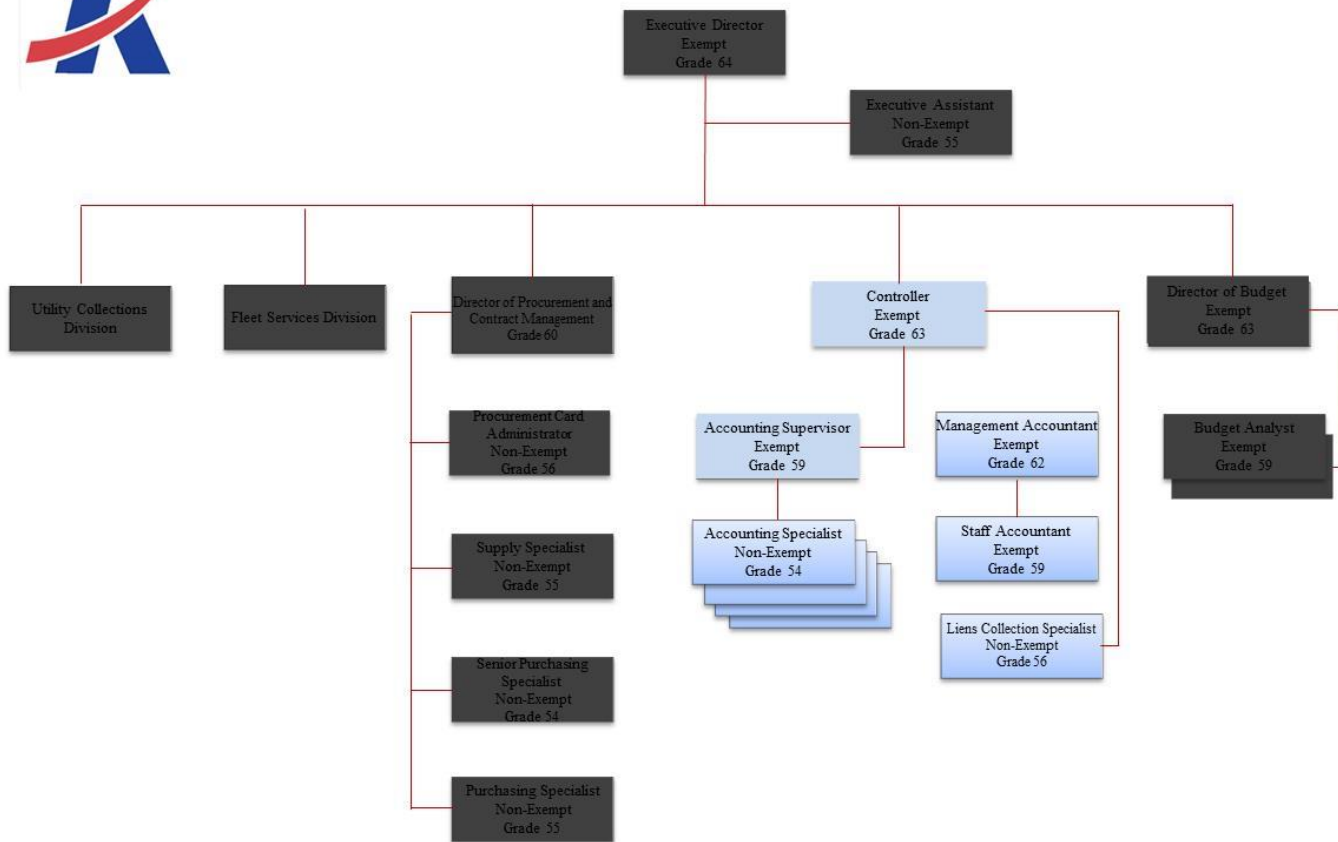 Executive Director
Exempt
Grade 64
Executive Assistant
Non-Exempt
Grade 55
Utility Collections
Division
Fleet Services Division
Director of Procurement and
Contract Management
Grade 60
Controller
Exempt
Grade 63
Director of Budget
Exempt
Grade 63
Procurement Card
Administrator
Non-Exempt
Grade 56
Accounting Supervisor
Exempt
Grade 59
Management Accountant
Exempt
Grade 62
Budget Analyst
Exempt
Grade 59
Supply Specialist
Non-Exempt
Grade 55
Accounting Specialist
Non-Exempt
Grade 54
Staff Accountant
Exempt
Grade 59
Liens Collection Specialist
Non-Exempt
Grade 56
Senior Purchasing
Specialist
Non-Exempt
Grade 54
Purchasing Specialist
Non-Exempt
Grade 55